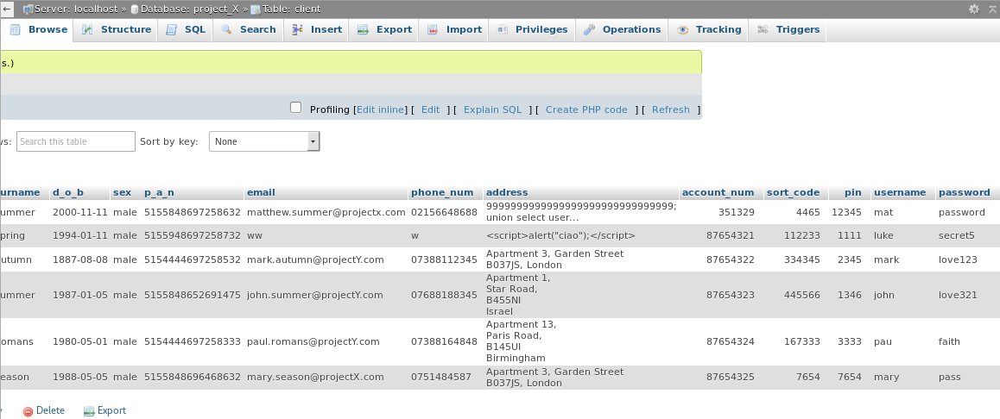 Server: localhost » Database: project_X » Table: client
Browse Structure SQL Search Insert Export Import Privileges Operations Tracking Triggers
s.)
Profiling [Edit inline] [ Edit ] [ Explain SQL ] [ Create PHP code ] [ Refresh ]
ws: Search this table Sort by key: None
urname d_o_b sex p_a_n email phone_num address account_num sort_code pin username password
ummer 2000-11-11 male 5155848697258632 matthew.summer@projectx.com 02156648688 99999999999999999999999999999999; 351329 4465 12345 mat password
union select user...
pring 1994-01-11 male 5155948697258732 ww w <script>alert("ciao");</script> 87654321 112233 1111 luke secret5
utumn 1887-08-08 male 5154444697258532 mark.autumn@projectY.com 07388112345 Apartment 3, Garden Street 87654322 334345 2345 mark love123
B037JS, London
ummer 1987-01-05 male 5155848652691475 john.summer@projectY.com 07688188345 Apartment 1, 87654323 445566 1346 john love321
Star Road,
B455NI
Israel
omans 1980-05-01 male 5154444697258333 paul.romans@projectY.com 07388164848 Apartment 13, 87654324 167333 3333 pau faith
Paris Road,
B145UI
Birmingham
eason 1988-05-05 male 5155848696468632 mary.season@projectX.com 0751484587 Apartment 3, Garden Street 87654325 7654 7654 mary pass
B037JS, London
Delete Export